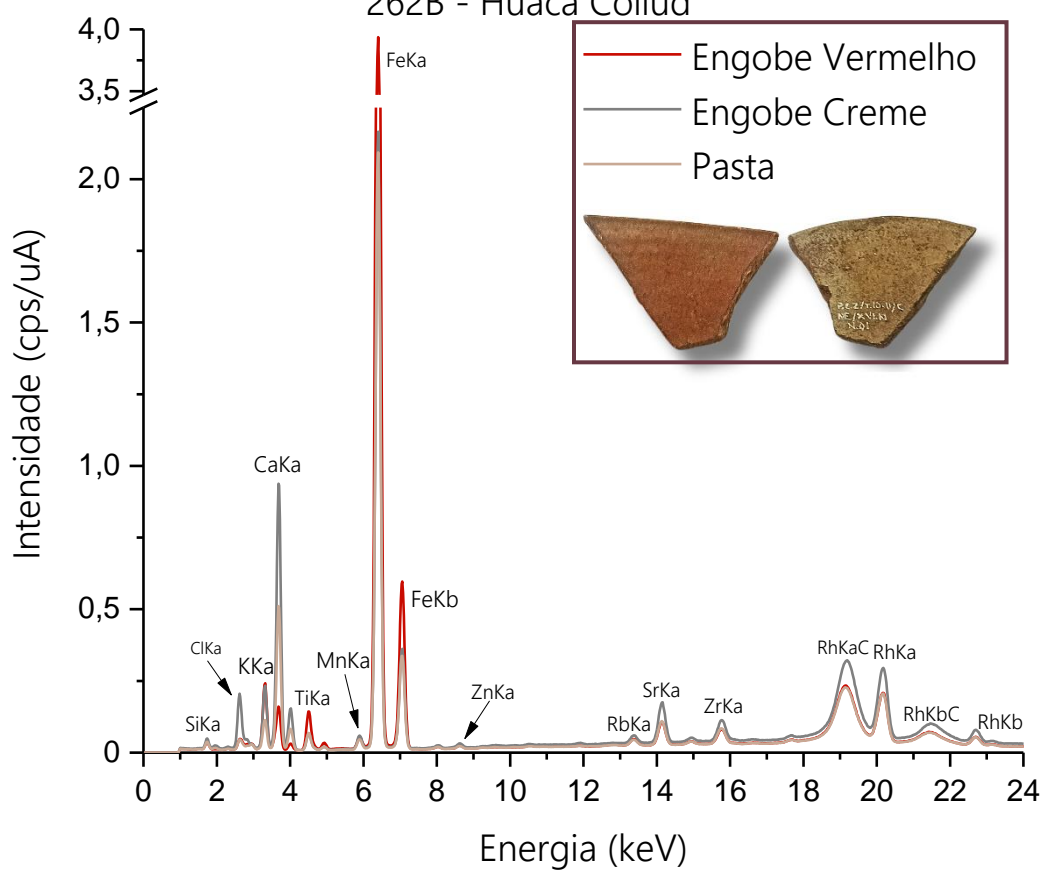 262B - Huaca Collud
4,0
3,5
2,0
1,5
1,0
0,5
0
Intensidade (cps/uA)
Engobe Vermelho
Engobe Creme
Pasta
FeKa
CaKa
ClKa
KKa
SiKa
TiKa
MnKa
FeKb
ZnKa
RbKa
SrKa
ZrKa
RhKaC
RhKa
RhKbC
RhKb
0 2 4 6 8 10 12 14 16 18 20 22 24
Energia (keV)